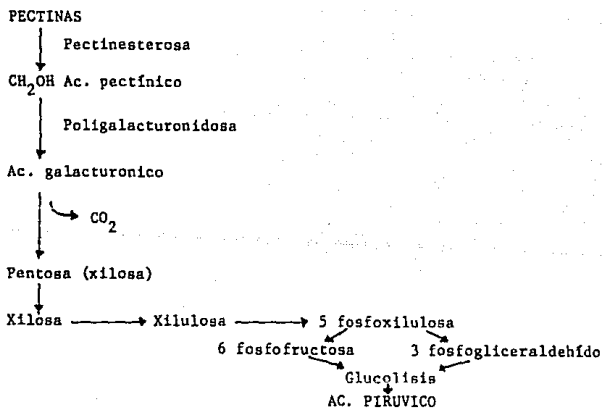 PECTINAS
Pectinesterosa
CH2OH Ac. pectínico
Poligalacturonidosa
Ac. galacturonico
CO2
Pentosa (xilosa)
Xilosa Xilulosa 5 fosfoxilulosa
6 fosfofructosa 3 fosfogliceraldehído
Glucolisis
AC. PIRUVICO